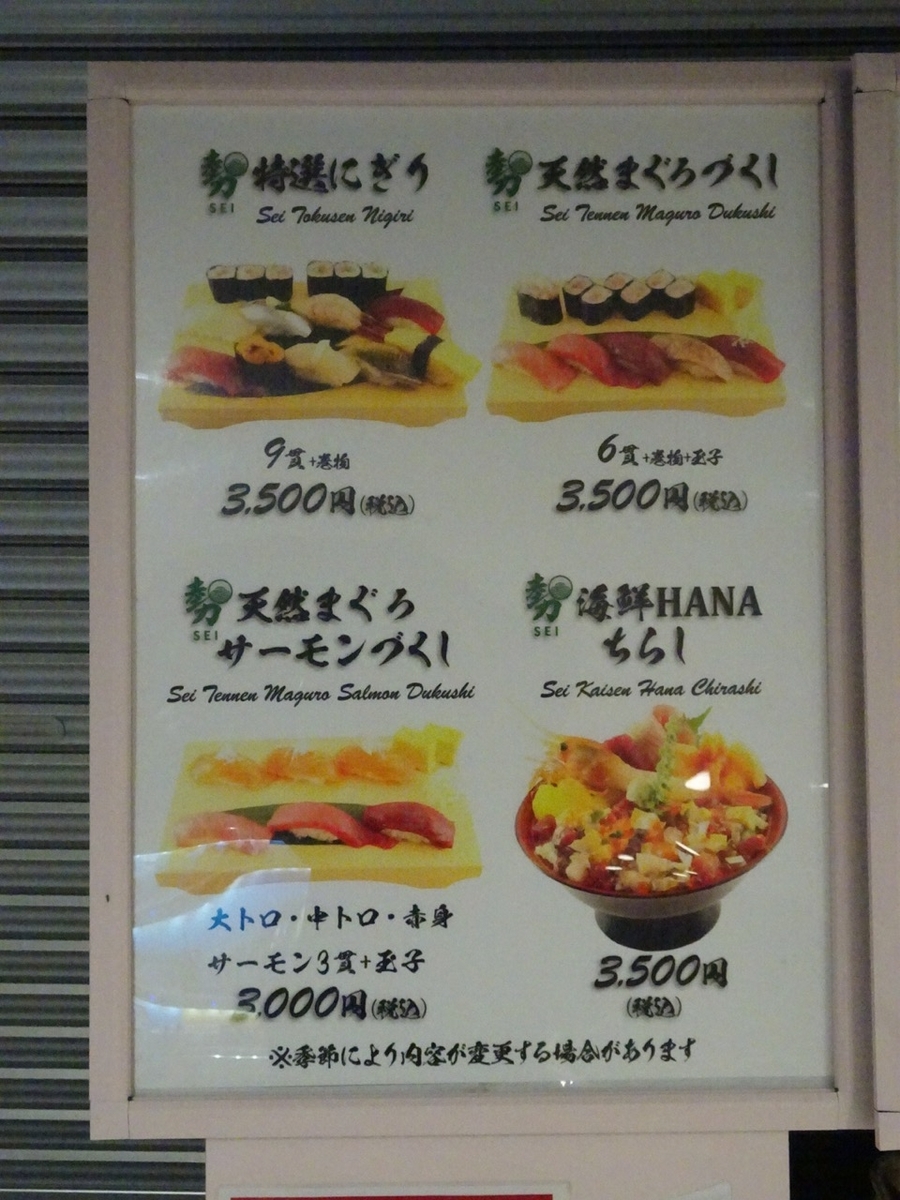 勢 特選にぎり
SEI
Sei Tokusen Nigiri
9貫+巻物
3,500円(税込)
勢 天然まぐろづくし
SEI
Sei Tennen Maguro Dukushi
6貫+巻物+玉子
3,500円(税込)
勢 天然まぐろ
SEI
サーモンづくし
Sei Tennen Maguro Salmon Dukushi
大トロ・中トロ・赤身
サーモン3貫+玉子
3,000円(税込)
勢 海鮮HANA
SEI
ちらし
Sei Kaisen Hana Chirashi
3,500円
(税込)
※季節により内容が変更する場合があります